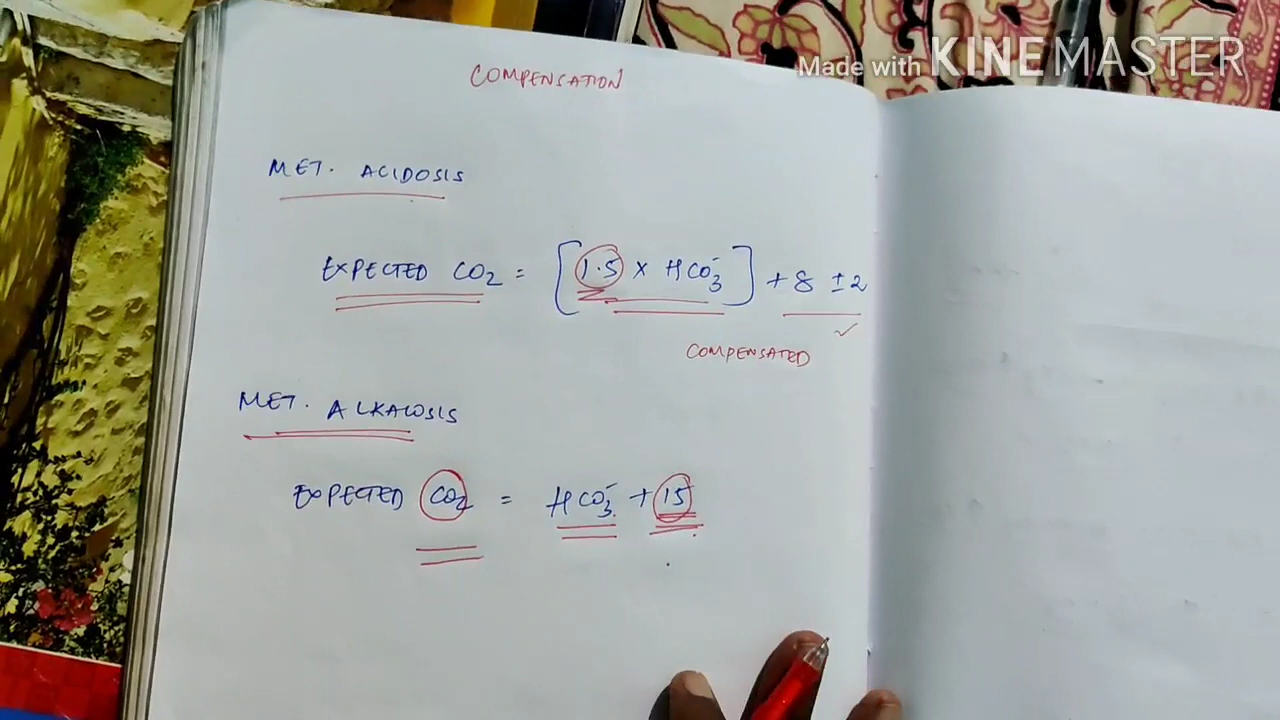 Made with KINEMASTER
COMPENSATION
MET. ACIDOSIS
EXPECTED CO₂ = [1.5 × HCO₃⁻] + 8 ±2
COMPENSATED
MET. ALKALOSIS
EXPECTED CO₂ = HCO₃⁻ + 15